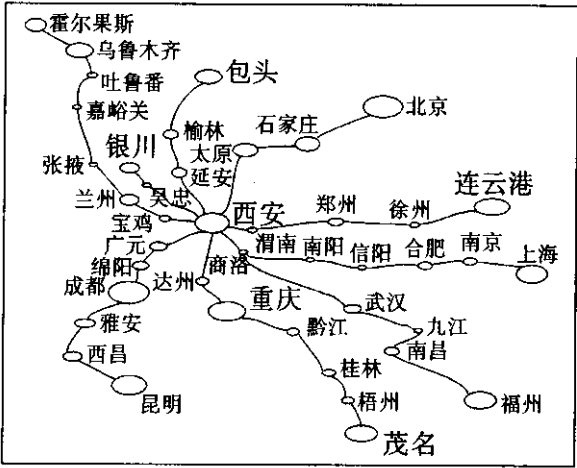 霍尔果斯
乌鲁木齐
吐鲁番
包头
嘉峪关
北京
石家庄
榆林
银川
太原
张掖
延安
吴忠
连云港
兰州
西安
郑州
徐州
宝鸡
广元
渭南
南阳
信阳
合肥
南京
上海
绵阳
商洛
达州
成都
重庆
武汉
雅安
黔江
九江
南昌
西昌
桂林
昆明
梧州
福州
茂名